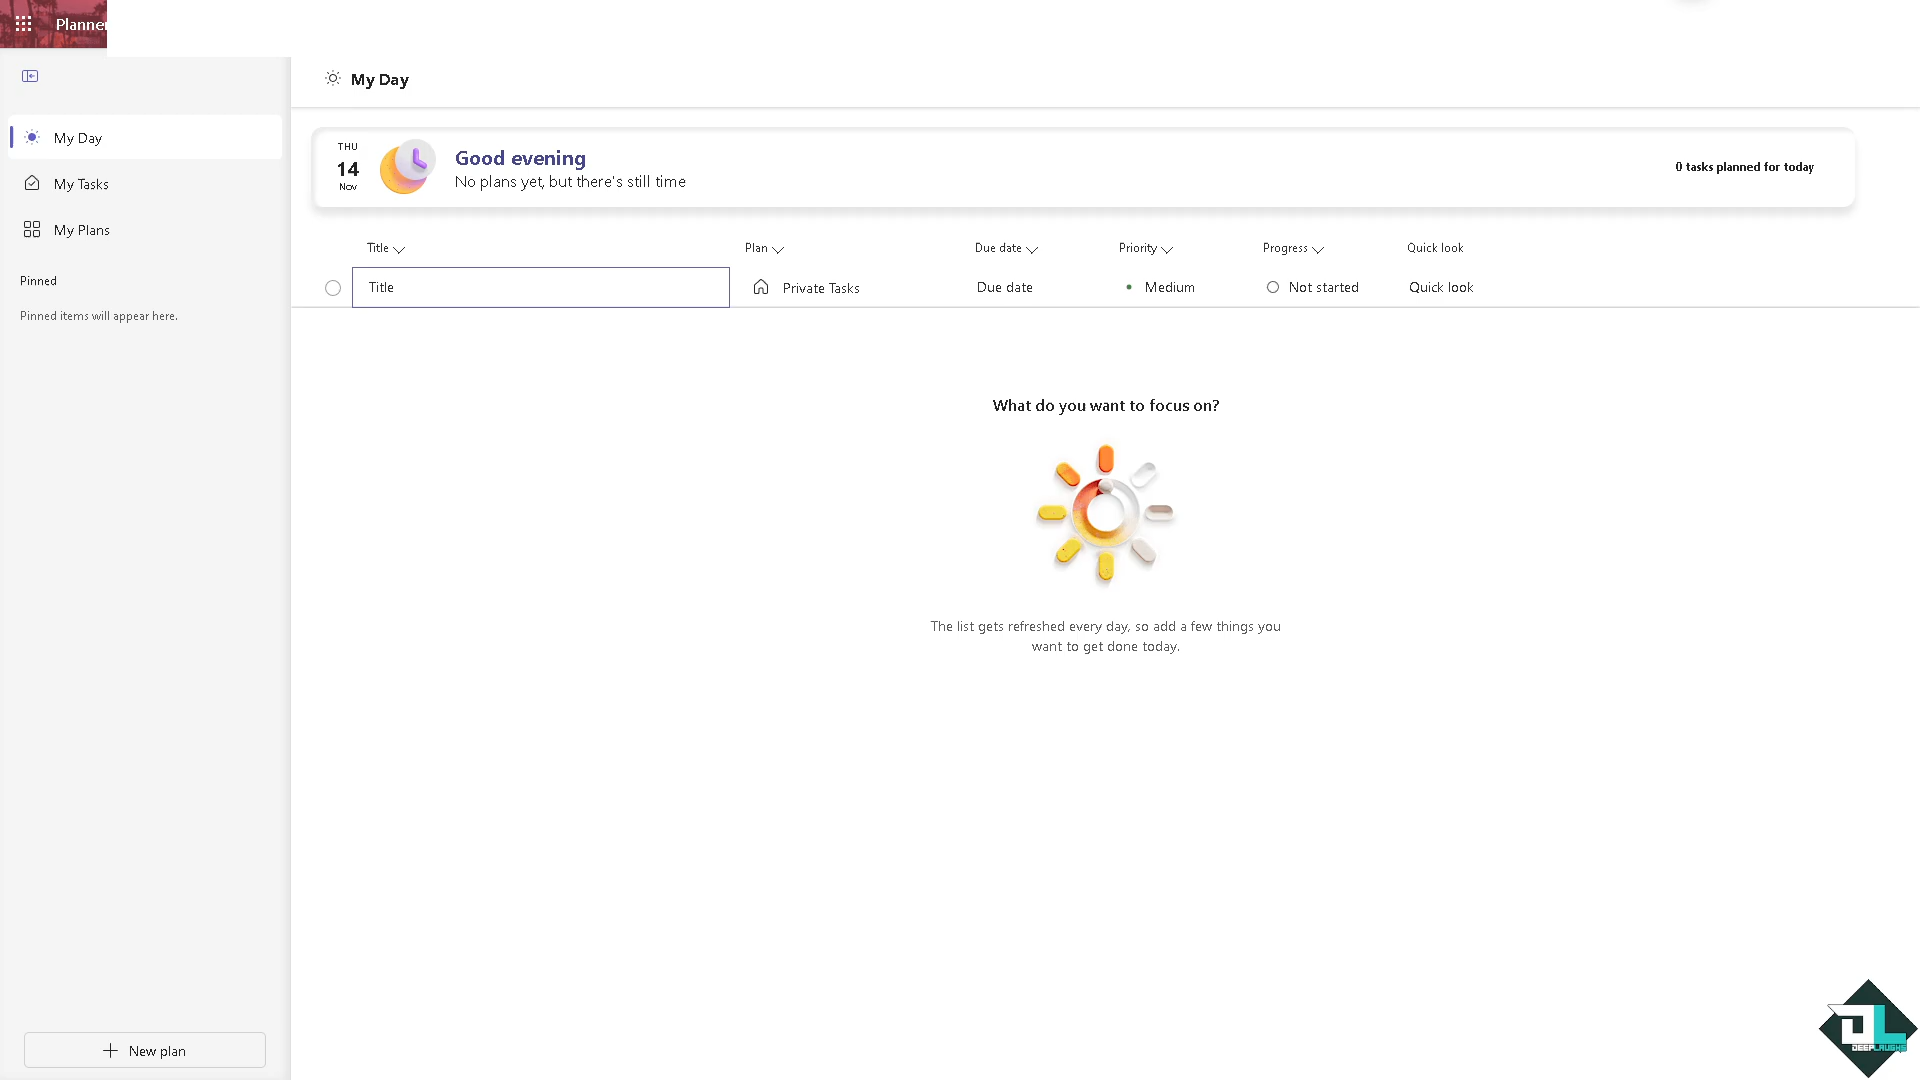 Planner
My Day
My Day
My Tasks
My Plans
Pinned
Pinned items will appear here.
THU
14
Nov
Good evening
No plans yet, but there's still time
0 tasks planned for today
Title Plan Due date Priority Progress Quick look
Title Private Tasks Due date Medium Not started Quick look
What do you want to focus on?
The list gets refreshed every day, so add a few things you
want to get done today.
New plan
DL
DEEPLAUGHS